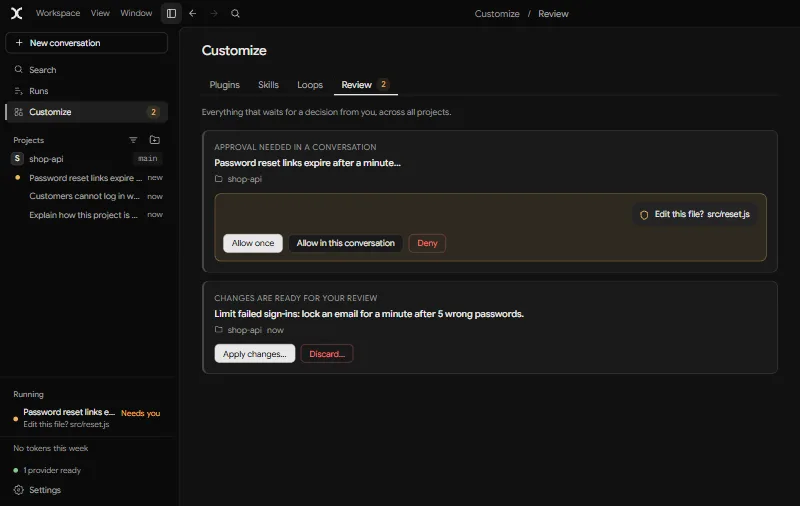 Workspace View Window
Customize / Review
New conversation
Search
Runs
Customize 2
Projects
S shop-api main
Password reset links expire ... new
Customers cannot log in w... now
Explain how this project is ... now
Running
Password reset links e... Needs you
Edit this file? src/reset.js
No tokens this week
1 provider ready
Settings
Customize
Plugins Skills Loops Review 2
Everything that waits for a decision from you, across all projects.
APPROVAL NEEDED IN A CONVERSATION
Password reset links expire after a minute...
shop-api
Edit this file? src/reset.js
Allow once Allow in this conversation Deny
CHANGES ARE READY FOR YOUR REVIEW
Limit failed sign-ins: lock an email for a minute after 5 wrong passwords.
shop-api now
Apply changes... Discard...